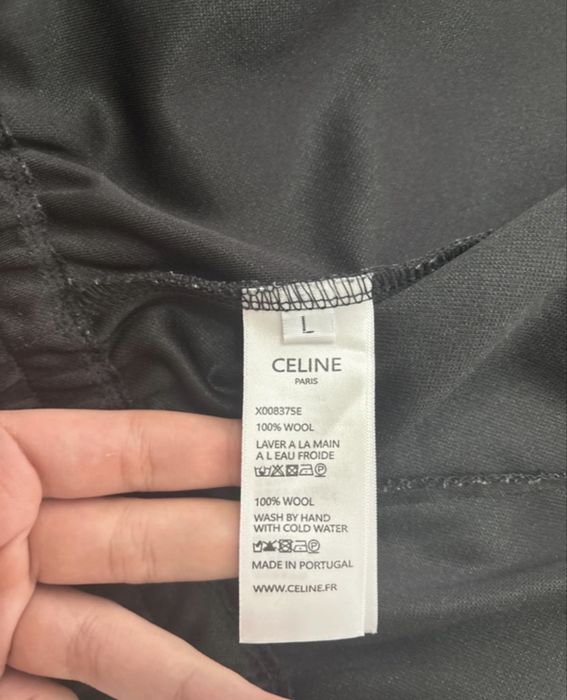 L
CELINE
PARIS
X008375E
100% WOOL
LAVER A LA MAIN
A L EAU FROIDE
100% WOOL
WASH BY HAND
WITH COLD WATER
MADE IN PORTUGAL
WWW.CELINE.FR